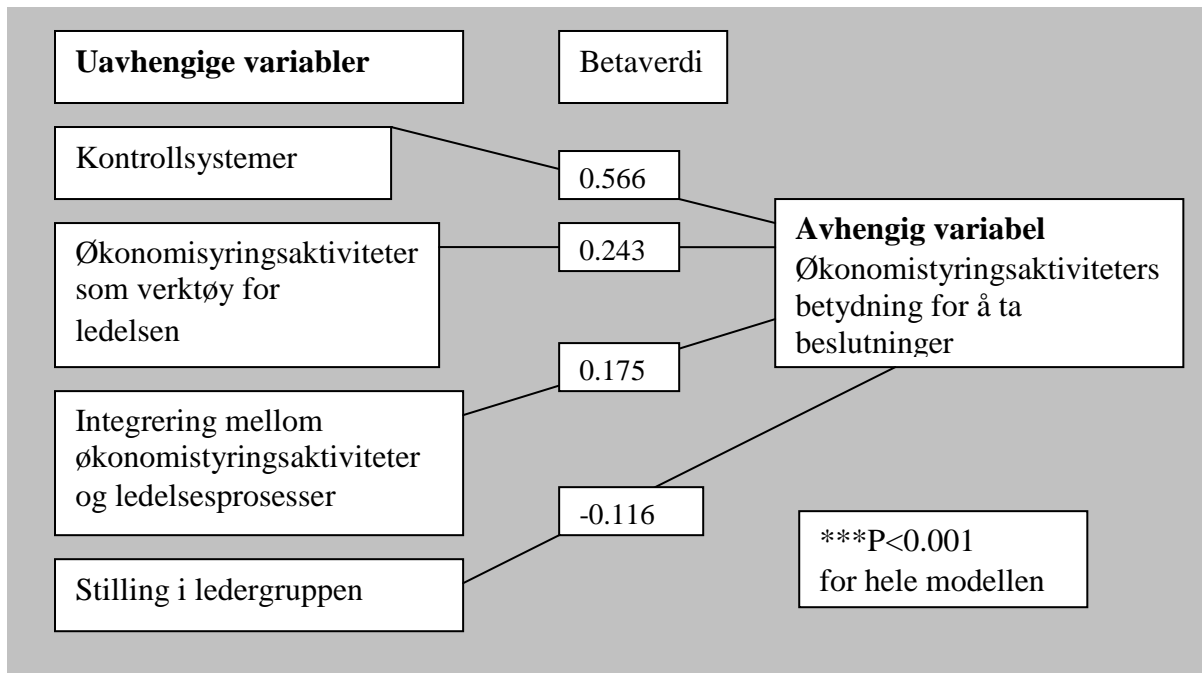 Uavhengige variabler
Betaverdi
Kontrollsystemer
0.566
Økonomisyringsaktiviteter
som verktøy for
ledelsen
0.243
Avhengig variabel
Økonomistyringsaktiviteters
betydning for å ta
beslutninger
Integrering mellom
økonomistyringsaktiviteter
og ledelsesprosesser
0.175
Stilling i ledergruppen
-0.116
***P<0.001
for hele modellen